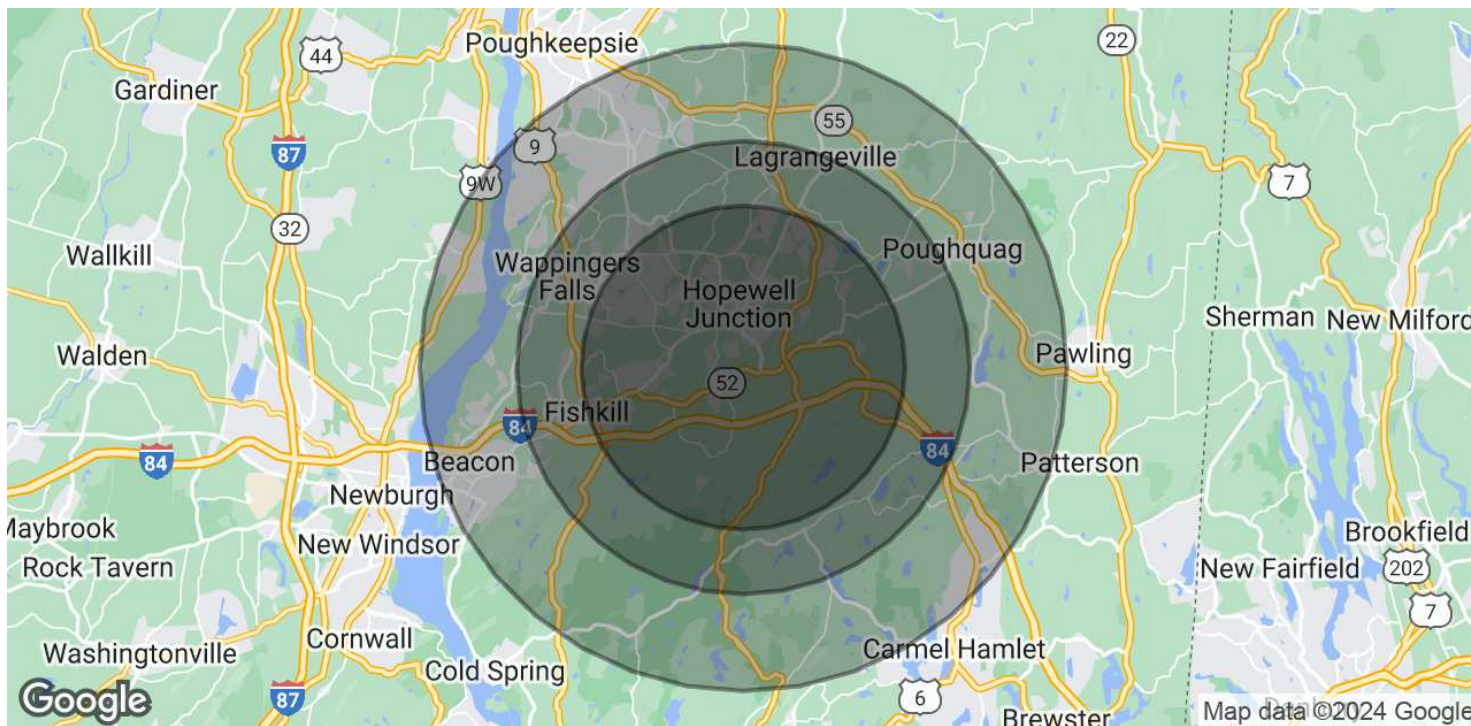 Poughkeepsie
44
22
Gardiner
9
55
87
Lagrangeville
9W
7
32
Wallkill
Wappingers
Falls
Poughquag
Hopewell
Junction
Sherman
New Milford
Walden
Pawling
52
Fishkill
84
84
84
Beacon
Patterson
Newburgh
Maybrook
New Windsor
Brookfield
Rock Tavern
New Fairfield
202
7
Cornwall
Carmel Hamlet
Washingtonville
Cold Spring
87
6
Google
Brewster
Map data ©2024 Google